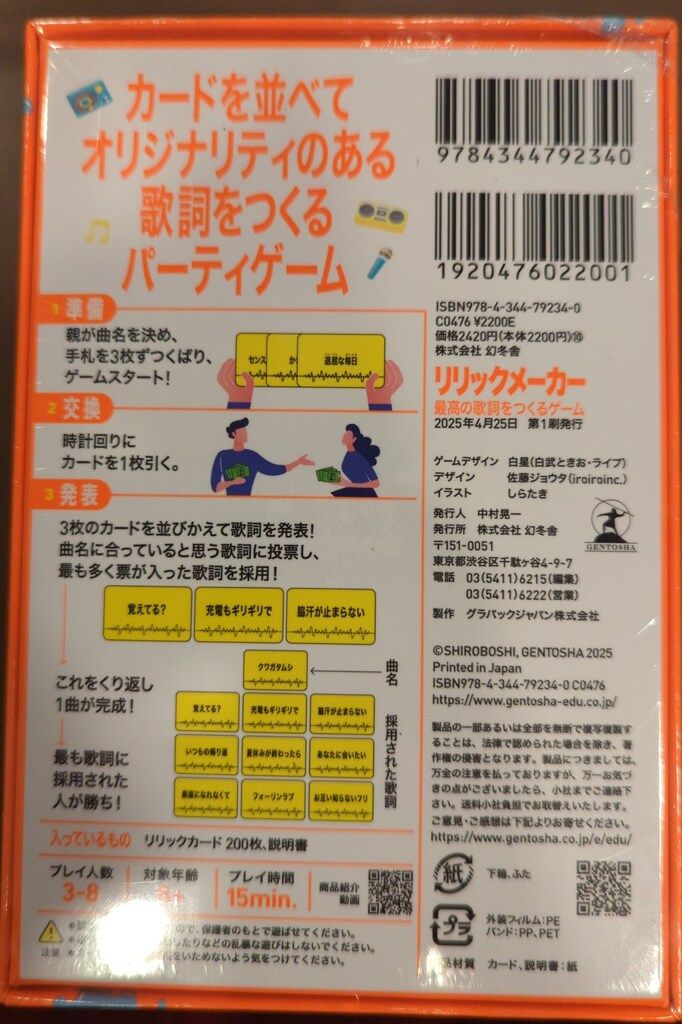 カードを並べて
オリジナリティのある
歌詞をつくる
パーティゲーム
1 準備
親が曲名を決め、
手札を3枚ずつくばり、
ゲームスタート!
センス
か
退屈な毎日
2 交換
時計回りに
カードを1枚引く。
3 発表
3枚のカードを並びかえて歌詞を発表!
曲名に合っていると思う歌詞に投票し、
最も多く票が入った歌詞を採用!
覚えてる?
充電もギリギリで
脇汗が止まらない
これをくり返し
1曲が完成!
最も歌詞に
採用された
人が勝ち!
クワガタムシ
曲名
覚えてる?
充電もギリギリで
脇汗が止まらない
いつもの帰り道
夏休みが終わったら
あなたに会いたい
素直になれなくて
フォーリンラブ
お互い知らないフリ
採用された歌詞
入っているもの リリックカード 200枚、説明書
プレイ人数
3-8
対象年齢
プレイ時間
15min.
商品紹介
動画
注意
ので、保護者のもとで遊ばせてください。
ったりなどの乱暴な遊びはしないでください。
をいためないよう気をつけてください。
9784344792340
1920476022001
ISBN978-4-344-79234-0
C0476 ¥2200E
価格2420円(本体2200円)⑩
株式会社 幻冬舎
リリックメーカー
最高の歌詞をつくるゲーム
2025年4月25日 第1刷発行
ゲームデザイン 白星(白武ときお・ライブ)
デザイン 佐藤ジョウタ(iroiroinc.)
イラスト しらたき
発行人 中村晃一
発行所 株式会社 幻冬舎
〒151-0051
東京都渋谷区千駄ヶ谷4-9-7
電話 03(5411)6215(編集)
03(5411)6222(営業)
製作 グラパックジャパン株式会社
GENTOSHA
©SHIROBOSHI, GENTOSHA 2025
Printed in Japan
ISBN978-4-344-79234-0 C0476
https://www.gentosha-edu.co.jp/
製品の一部あるいは全部を無断で複写複製す
ることは、法律で認められた場合を除き、著
作権の侵害となります。製品につきましては、
万全の注意を払っておりますが、万一お気づ
きの点がございましたら、小社までご連絡下
さい。送料小社負担でお取替えいたします。
ご意見・ご感想は下記よりお寄せください。
https://www.gentosha.co.jp/e/edu/
紙
下箱、ふた
プラ
外装フィルム:PE
バンド:PP、PET
品材質 カード、説明書:紙